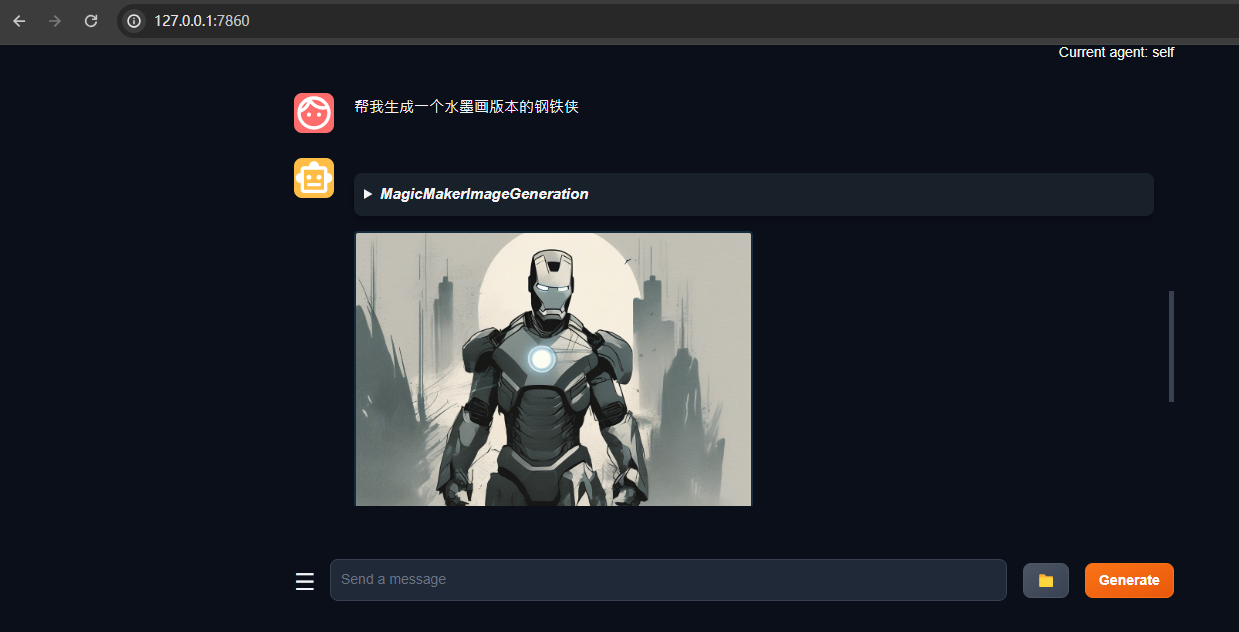 127.0.0.1:7860
Current agent: self
帮我生成一个水墨画版本的钢铁侠
MagicMakerImageGeneration
Send a message
Generate